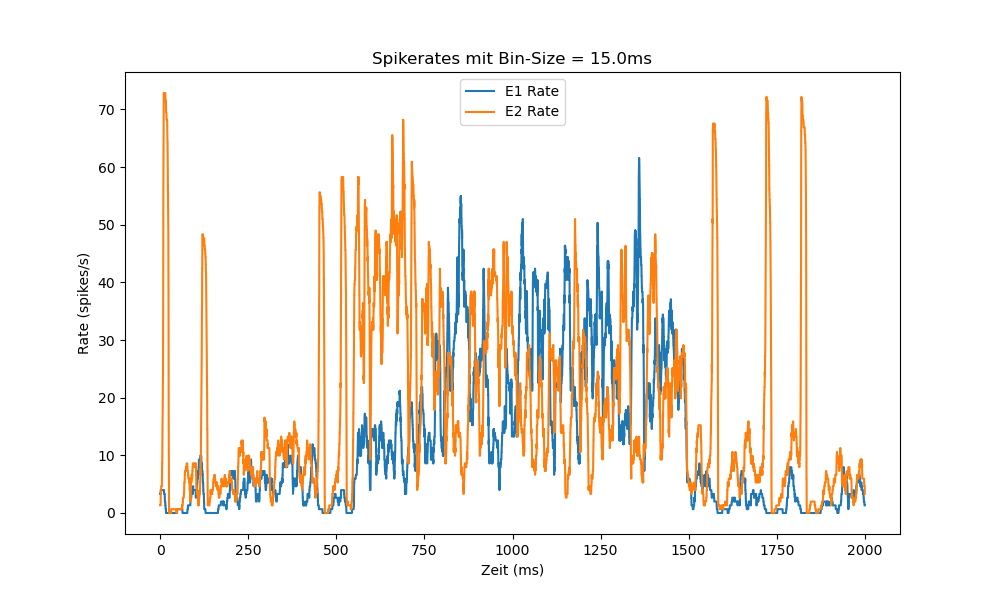 Spikerates mit Bin-Size = 15.0ms
E1 Rate
E2 Rate
Rate (spikes/s)
70
60
50
40
30
20
10
0
0 250 500 750 1000 1250 1500 1750 2000
Zeit (ms)